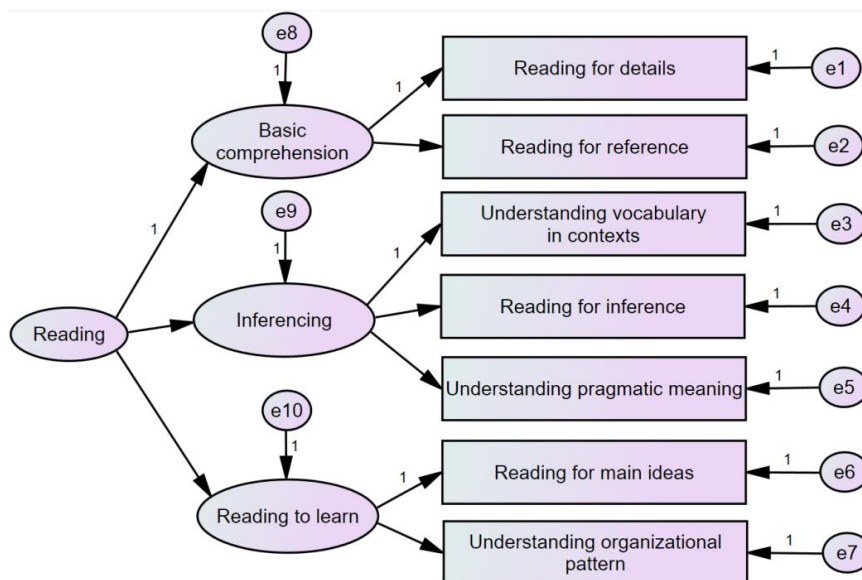 e8
1
1
Reading for details
1
e1
Basic
comprehension
Reading for reference
1
e2
e9
1
1
Understanding vocabulary
in contexts
1
e3
1
Reading
Inferencing
Reading for inference
1
e4
Understanding pragmatic meaning
1
e5
e10
1
1
Reading for main ideas
1
e6
Reading to learn
Understanding organizational
pattern
1
e7